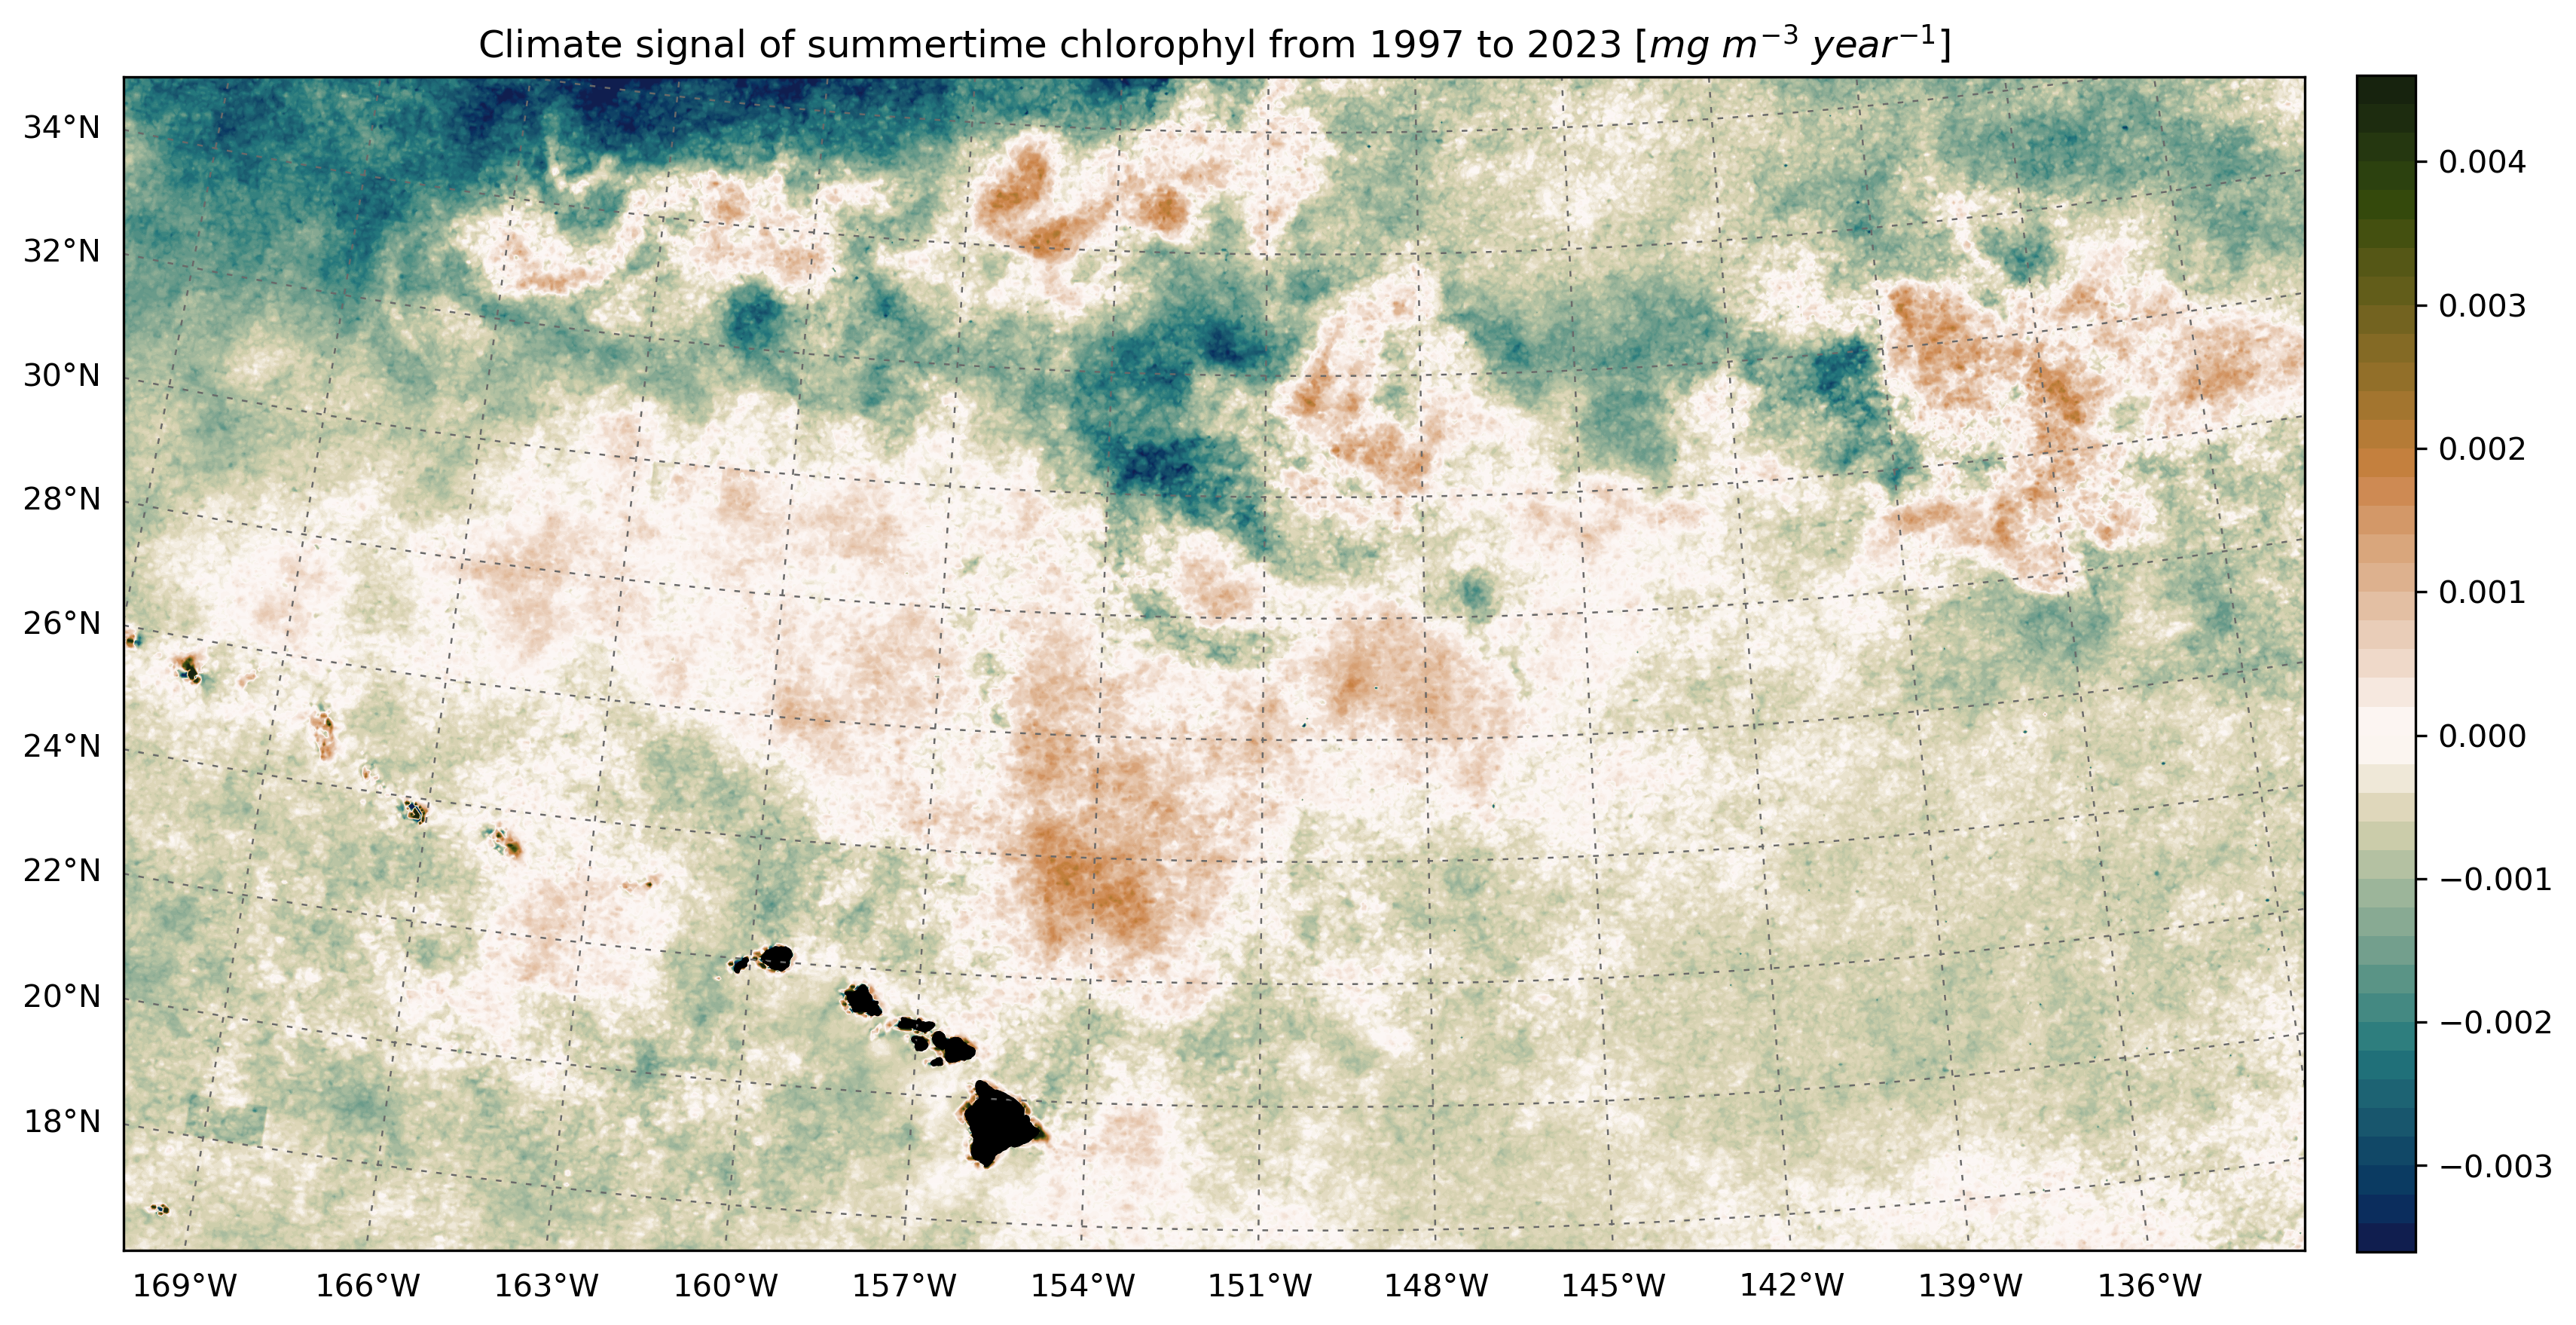 Climate signal of summertime chlorophyl from 1997 to 2023 [mg m⁻³ year⁻¹]
34°N
32°N
30°N
28°N
26°N
24°N
22°N
20°N
18°N
169°W 166°W 163°W 160°W 157°W 154°W 151°W 148°W 145°W 142°W 139°W 136°W
0.004
0.003
0.002
0.001
0.000
−0.001
−0.002
−0.003